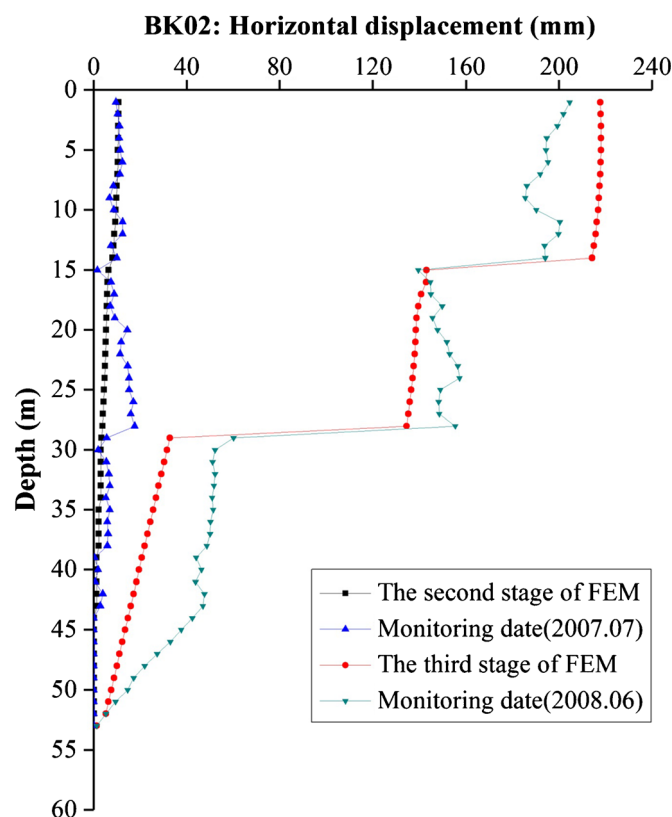 BK02: Horizontal displacement (mm)
0 40 80 120 160 200 240
Depth (m)
0
5
10
15
20
25
30
35
40
45
50
55
60
The second stage of FEM
Monitoring date(2007.07)
The third stage of FEM
Monitoring date(2008.06)